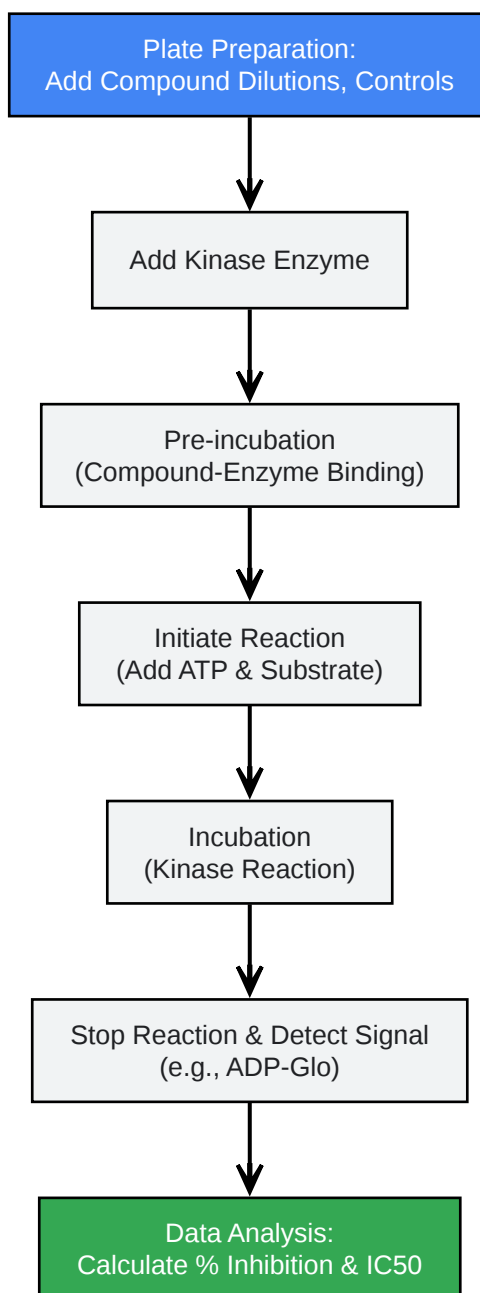 Plate Preparation:
Add Compound Dilutions, Controls
Add Kinase Enzyme
Pre-incubation
(Compound-Enzyme Binding)
Initiate Reaction
(Add ATP & Substrate)
Incubation
(Kinase Reaction)
Stop Reaction & Detect Signal
(e.g., ADP-Glo)
Data Analysis:
Calculate % Inhibition & IC50